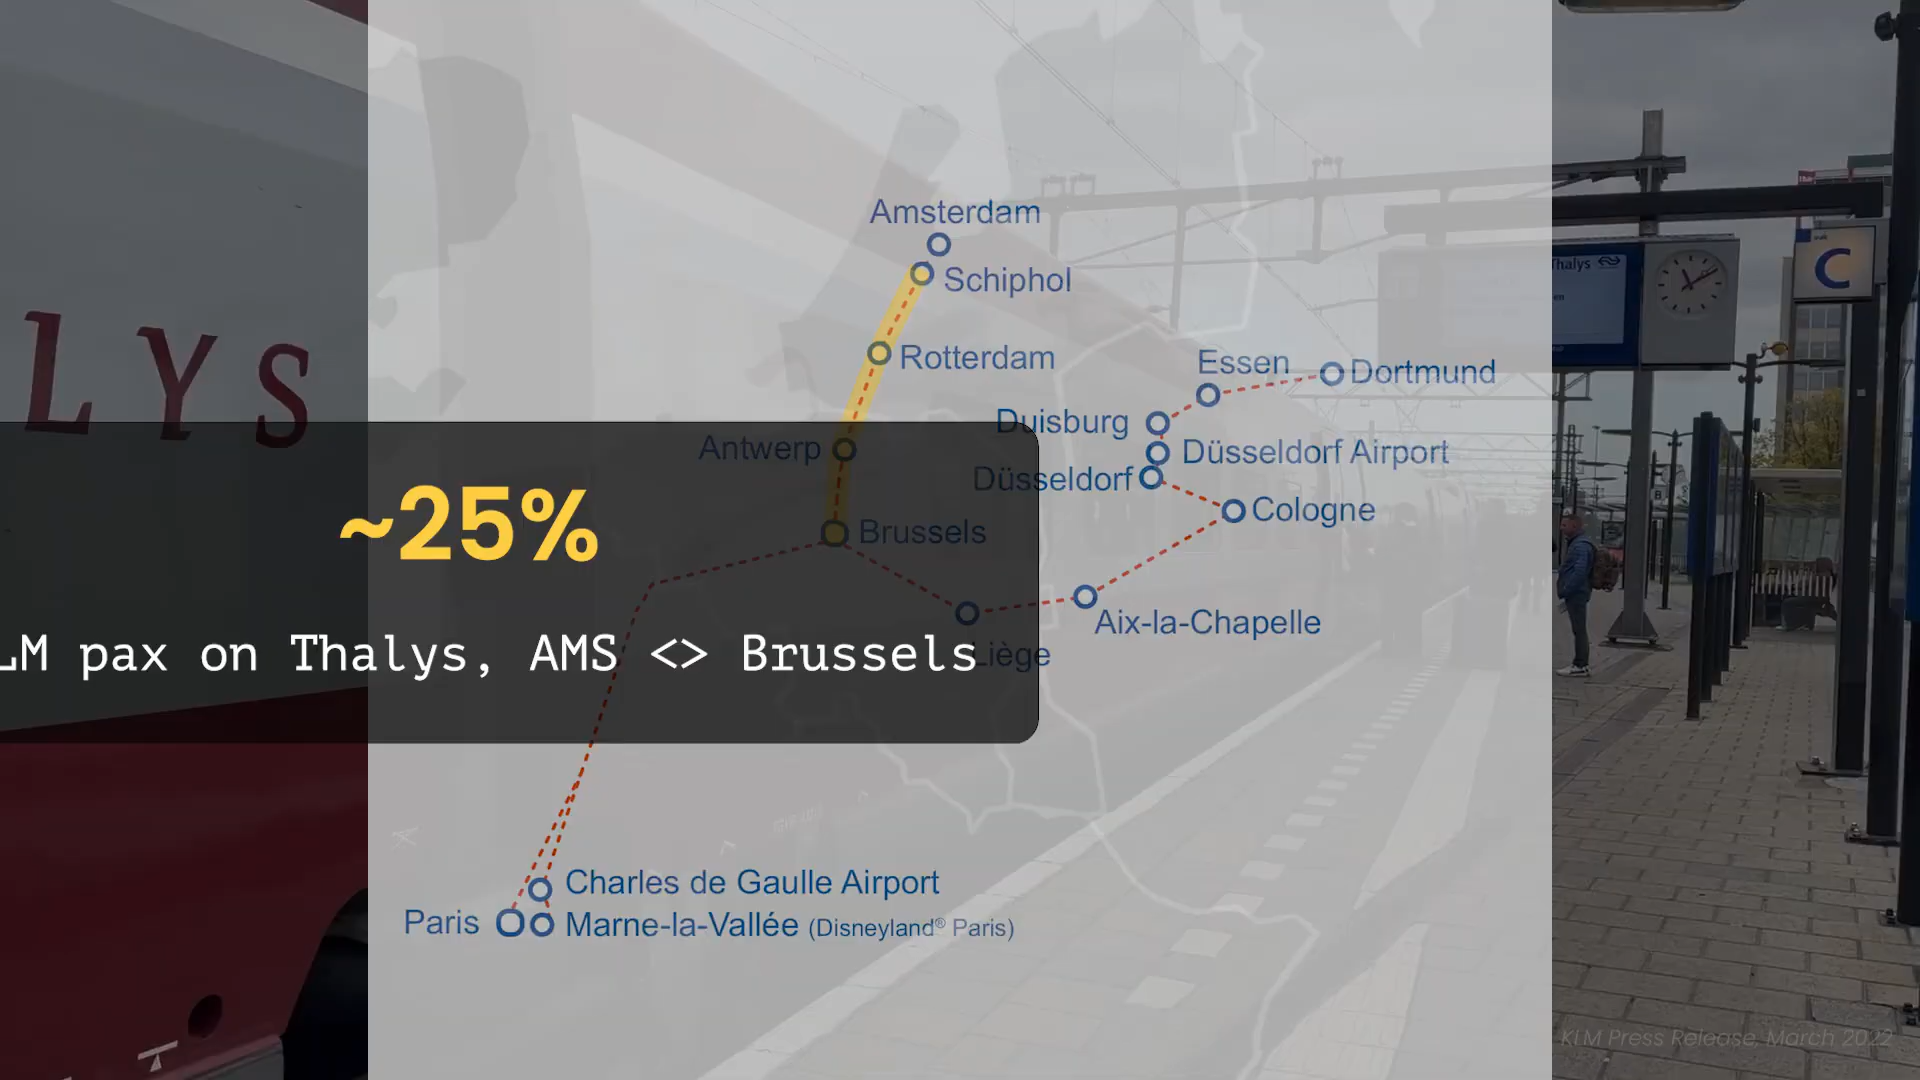 LYS
Amsterdam
Schiphol
Rotterdam
Antwerp
Brussels
Essen
Dortmund
Duisburg
Düsseldorf Airport
Düsseldorf
Cologne
Aix-la-Chapelle
Liège
~25%
LM pax on Thalys, AMS <> Brussels
Charles de Gaulle Airport
Paris
Marne-la-Vallée (Disneyland® Paris)
Thalys
C
KLM Press Release, March 2022